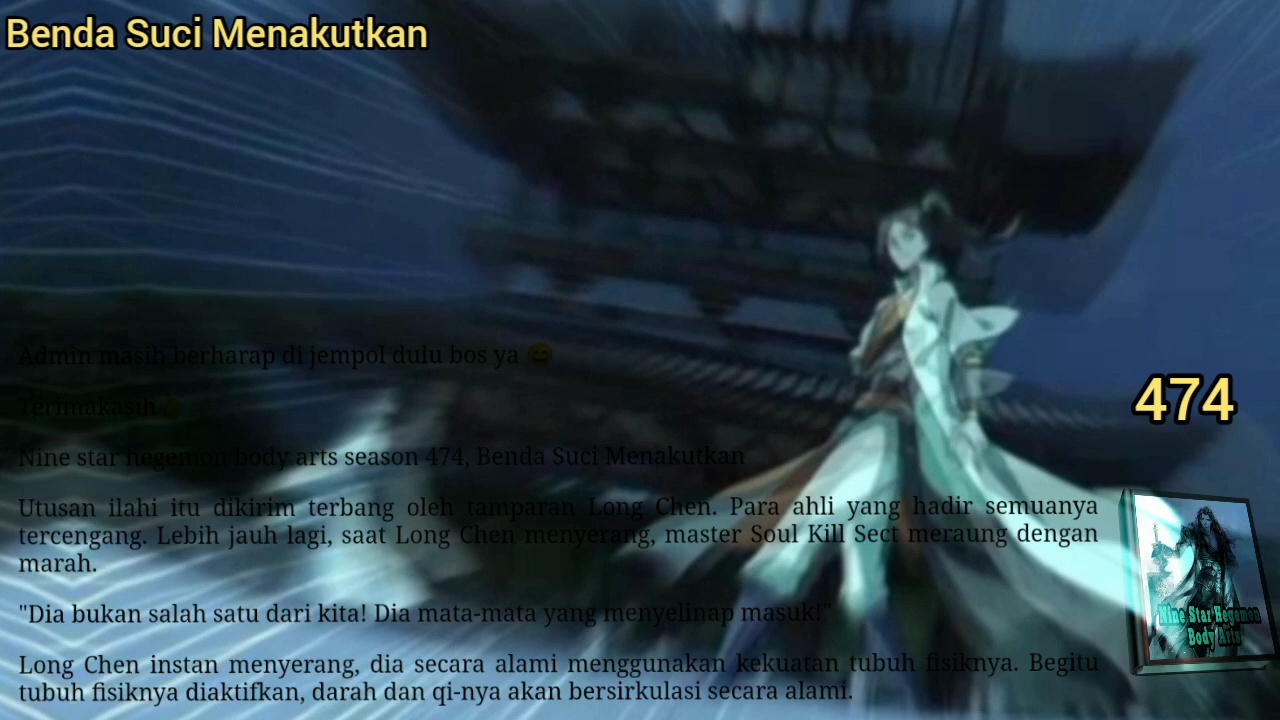 Benda Suci Menakutkan
Admin masih berharap di jempol dulu bos ya 😄
Terimakasih
Nine star hegemon body arts season 474, Benda Suci Menakutkan
474
Utusan ilahi itu dikirim terbang oleh tamparan Long Chen. Para ahli yang hadir semuanya
tercengang. Lebih jauh lagi, saat Long Chen menyerang, master Soul Kill Sect meraung dengan
marah.
"Dia bukan salah satu dari kita! Dia mata-mata yang menyelinap masuk!"
Long Chen instan menyerang, dia secara alami menggunakan kekuatan tubuh fisiknya. Begitu
tubuh fisiknya diaktifkan, darah dan qi-nya akan bersirkulasi secara alami.
Nine Star Hegemon
Body Arts